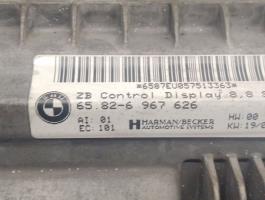 *6587EU057513363*
ZB Control Display 8,8
65.82-6 967 626
AI: 01
HARMAN/BECKER
HW: 00
EC: 101
AUTOMOTIVE SYSTEMS
KW: 19/0